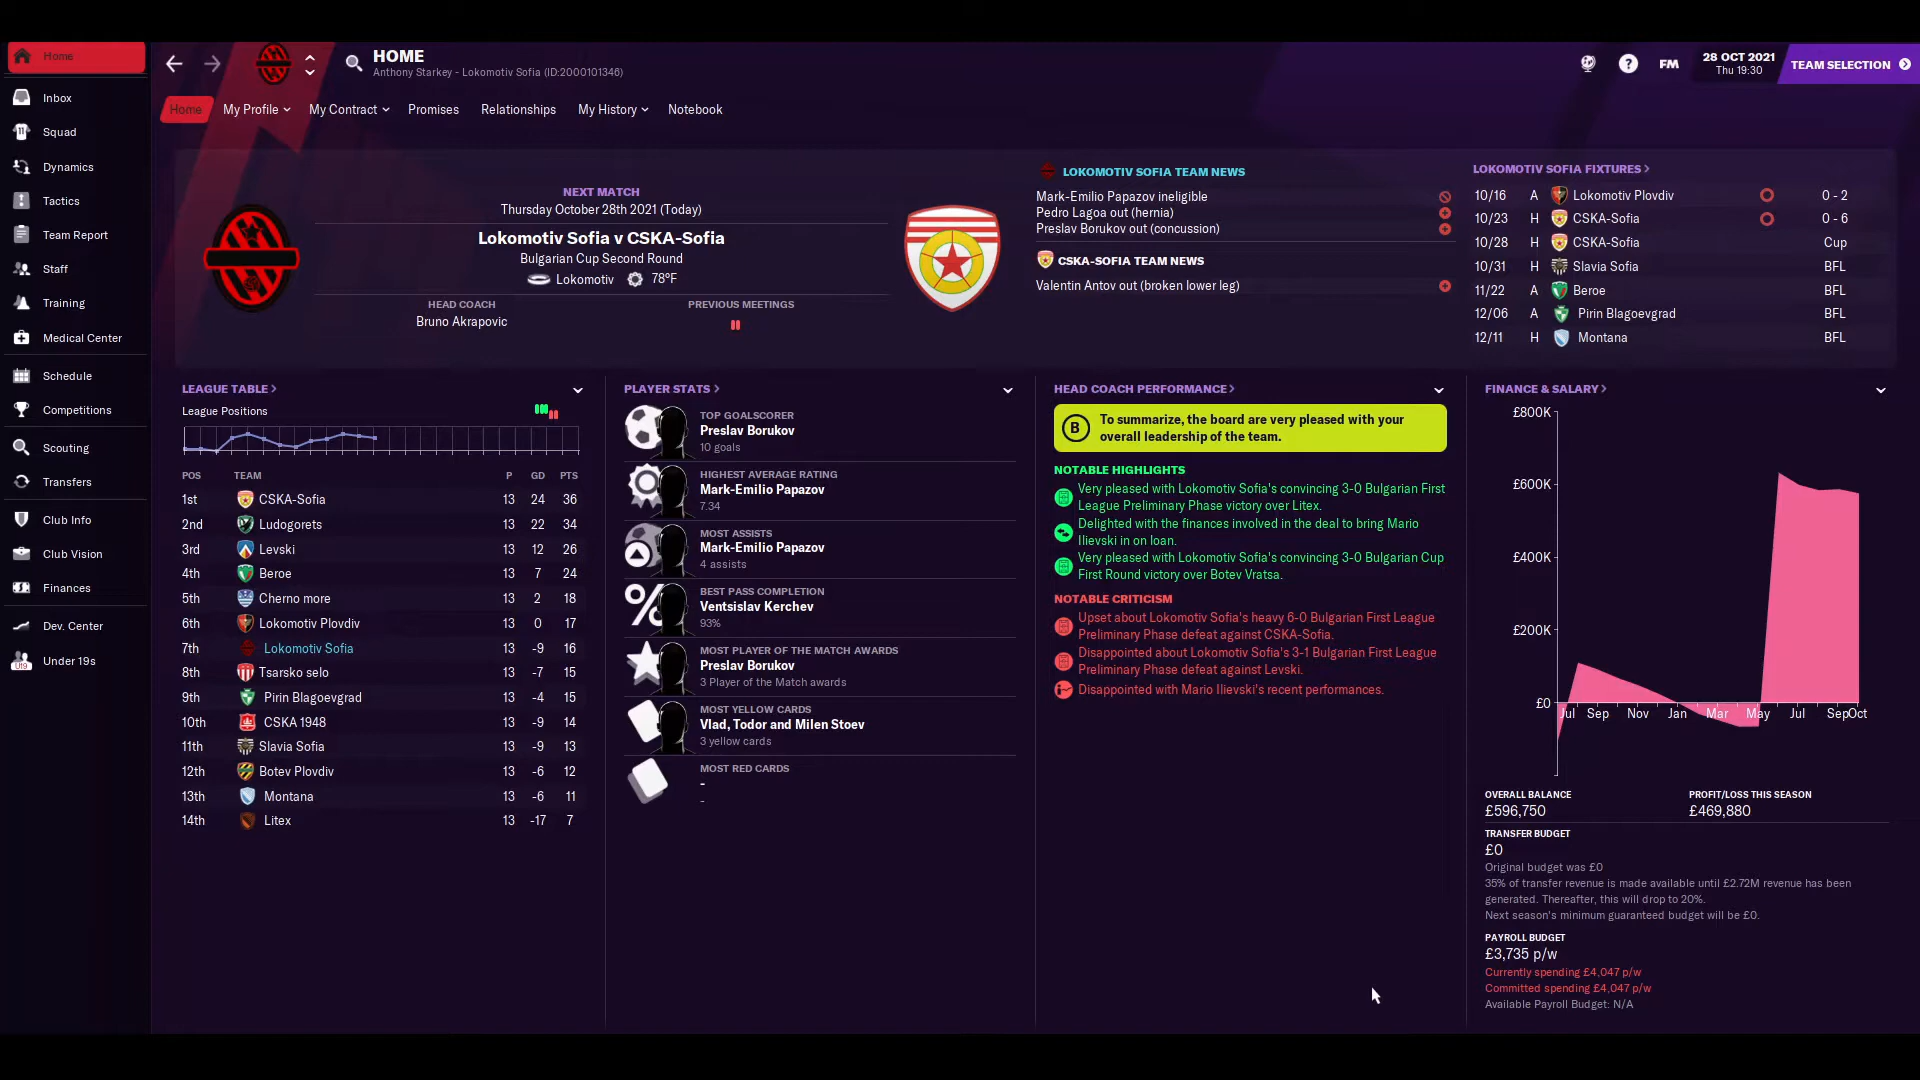 Home
Inbox
Squad
Dynamics
Tactics
Team Report
Staff
Training
Medical Center
Schedule
Competitions
Scouting
Transfers
Club Info
Club Vision
Finances
Dev. Center
Under 19s
HOME
Anthony Starkey - Lokomotiv Sofia (ID:2000101346)
FM
28 OCT 2021
Thu 19:30
TEAM SELECTION
Home My Profile My Contract Promises Relationships My History Notebook
NEXT MATCH
Thursday October 28th 2021 (Today)
Lokomotiv Sofia v CSKA-Sofia
Bulgarian Cup Second Round
Lokomotiv 78°F
HEAD COACH
Bruno Akrapovic
PREVIOUS MEETINGS
LOKOMOTIV SOFIA TEAM NEWS
Mark-Emilio Papazov ineligible
Pedro Lagoa out (hernia)
Preslav Borukov out (concussion)
CSKA-SOFIA TEAM NEWS
Valentin Antov out (broken lower leg)
LOKOMOTIV SOFIA FIXTURES
10/16 A Lokomotiv Plovdiv 0 - 2
10/23 H CSKA-Sofia 0 - 6
10/28 H CSKA-Sofia Cup
10/31 H Slavia Sofia BFL
11/22 A Beroe BFL
12/06 A Pirin Blagoevgrad BFL
12/11 H Montana BFL
LEAGUE TABLE
League Positions
POS TEAM P GD PTS
1st CSKA-Sofia 13 24 36
2nd Ludogorets 13 22 34
3rd Levski 13 12 26
4th Beroe 13 7 24
5th Cherno more 13 2 18
6th Lokomotiv Plovdiv 13 0 17
7th Lokomotiv Sofia 13 -9 16
8th Tsarsko selo 13 -7 15
9th Pirin Blagoevgrad 13 -4 15
10th CSKA 1948 13 -9 14
11th Slavia Sofia 13 -9 13
12th Botev Plovdiv 13 -6 12
13th Montana 13 -6 11
14th Litex 13 -17 7
PLAYER STATS
TOP GOALSCORER
Preslav Borukov
10 goals
HIGHEST AVERAGE RATING
Mark-Emilio Papazov
7.34
MOST ASSISTS
Mark-Emilio Papazov
4 assists
BEST PASS COMPLETION
Ventsislav Kerchev
93%
MOST PLAYER OF THE MATCH AWARDS
Preslav Borukov
3 Player of the Match awards
MOST YELLOW CARDS
Vlad, Todor and Milen Stoev
3 yellow cards
MOST RED CARDS
-
-
HEAD COACH PERFORMANCE
B
To summarize, the board are very pleased with your
overall leadership of the team.
NOTABLE HIGHLIGHTS
Very pleased with Lokomotiv Sofia's convincing 3-0 Bulgarian First
League Preliminary Phase victory over Litex.
Delighted with the finances involved in the deal to bring Mario
Ilievski in on loan.
Very pleased with Lokomotiv Sofia's convincing 3-0 Bulgarian Cup
First Round victory over Botev Vratsa.
NOTABLE CRITICISM
Upset about Lokomotiv Sofia's heavy 6-0 Bulgarian First League
Preliminary Phase defeat against CSKA-Sofia.
Disappointed about Lokomotiv Sofia's 3-1 Bulgarian First League
Preliminary Phase defeat against Levski.
Disappointed with Mario Ilievski's recent performances.
FINANCE & SALARY
£800K
£600K
£400K
£200K
£0
Jul Sep Nov Jan Mar May Jul Sep Oct
OVERALL BALANCE
£596,750
PROFIT/LOSS THIS SEASON
£469,880
TRANSFER BUDGET
£0
Original budget was £0
35% of transfer revenue is made available until £2.72M revenue has been
generated. Thereafter, this will drop to 20%.
Next season's minimum guaranteed budget will be £0.
PAYROLL BUDGET
£3,735 p/w
Currently spending £4,047 p/w
Committed spending £4,047 p/w
Available Payroll Budget: N/A